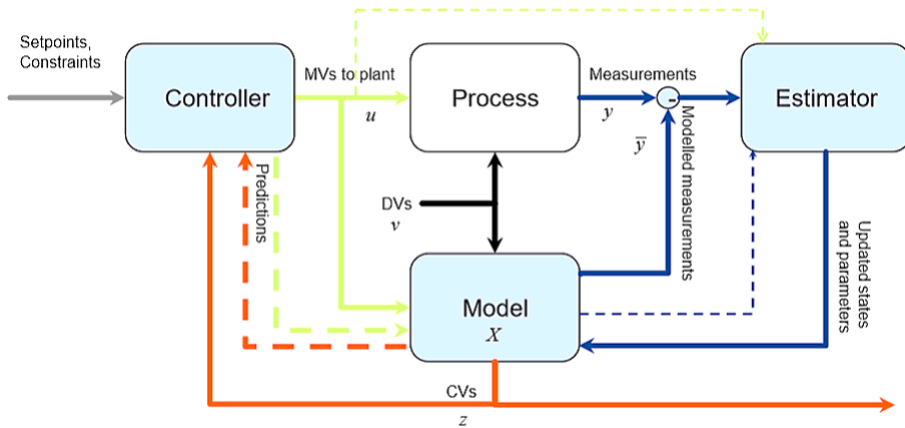 Setpoints,
Constraints
Controller
MVs to plant
u
Process
Measurements
y
-
Estimator
ȳ
Modelled measurements
Predictions
DVs
v
Updated states
and parameters
Model
X
CVs
z